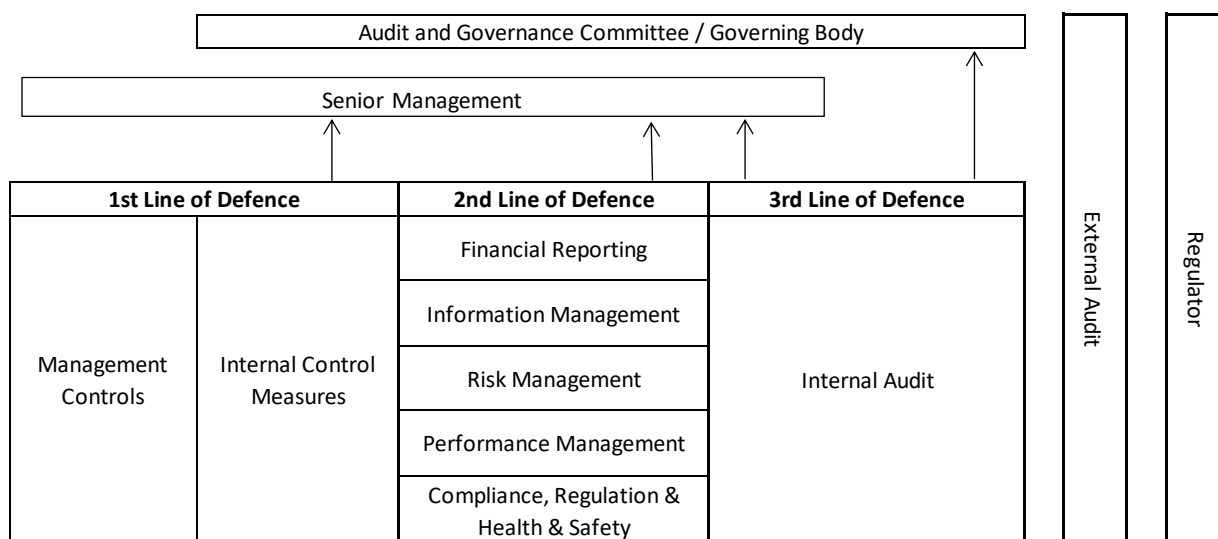 Audit and Governance Committee / Governing Body
Senior Management
1st Line of Defence
2nd Line of Defence
3rd Line of Defence
Management
Controls
Internal Control
Measures
Financial Reporting
Information Management
Risk Management
Performance Management
Compliance, Regulation &
Health & Safety
Internal Audit
External Audit
Regulator